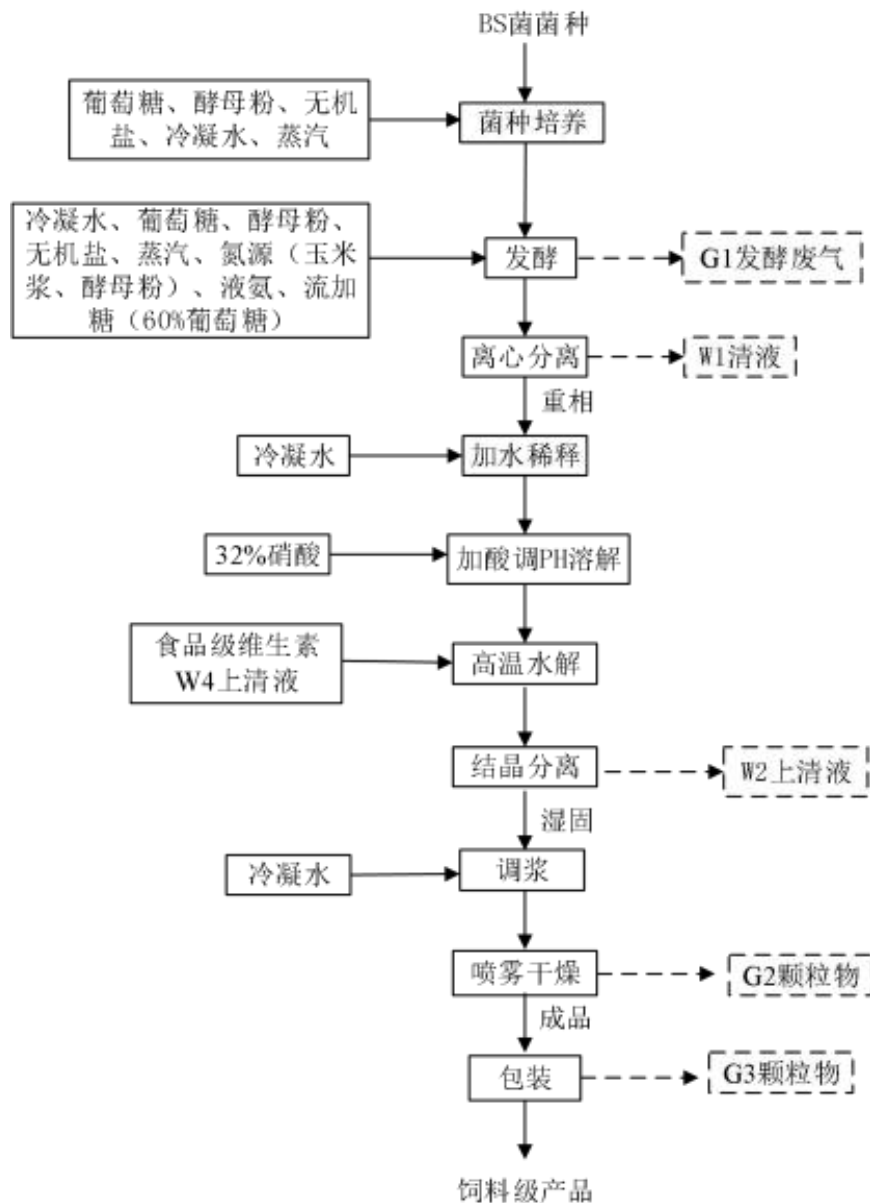 BS菌菌种
葡萄糖、酵母粉、无机
盐、冷凝水、蒸汽
菌种培养
冷凝水、葡萄糖、酵母粉、
无机盐、蒸汽、氮源（玉米
浆、酵母粉）、液氨、流加
糖（60%葡萄糖）
发酵
G1发酵废气
离心分离
W1清液
重相
冷凝水
加水稀释
32%硝酸
加酸调PH溶解
食品级维生素
W4上清液
高温水解
结晶分离
W2上清液
湿固
冷凝水
调浆
喷雾干燥
G2颗粒物
成品
包装
G3颗粒物
饲料级产品